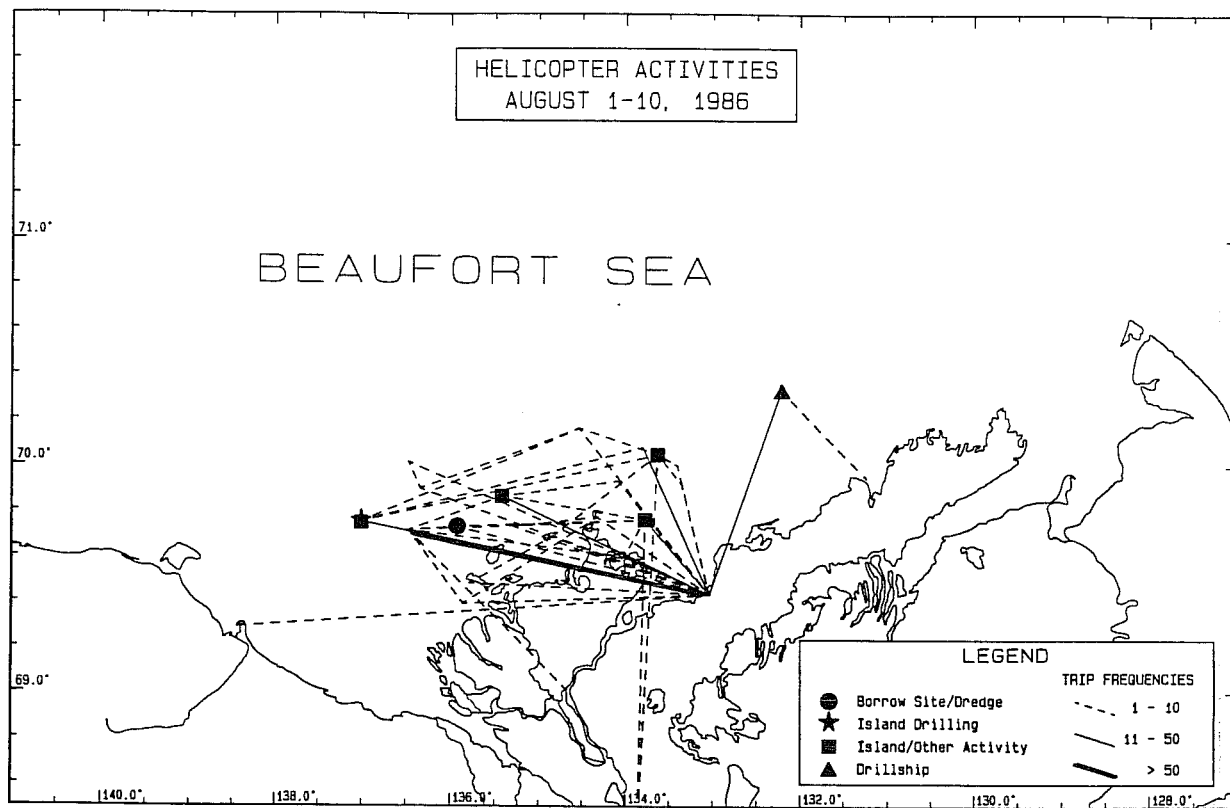 HELICOPTER ACTIVITIES
AUGUST 1-10, 1986
71.0°
BEAUFORT SEA
70.0°
69.0°
LEGEND
TRIP FREQUENCIES
Borrow Site/Dredge
1 - 10
Island Drilling
Island/Other Activity
11 - 50
Drillship
> 50
140.0°
138.0°
136.0°
134.0°
132.0°
130.0°
128.0°